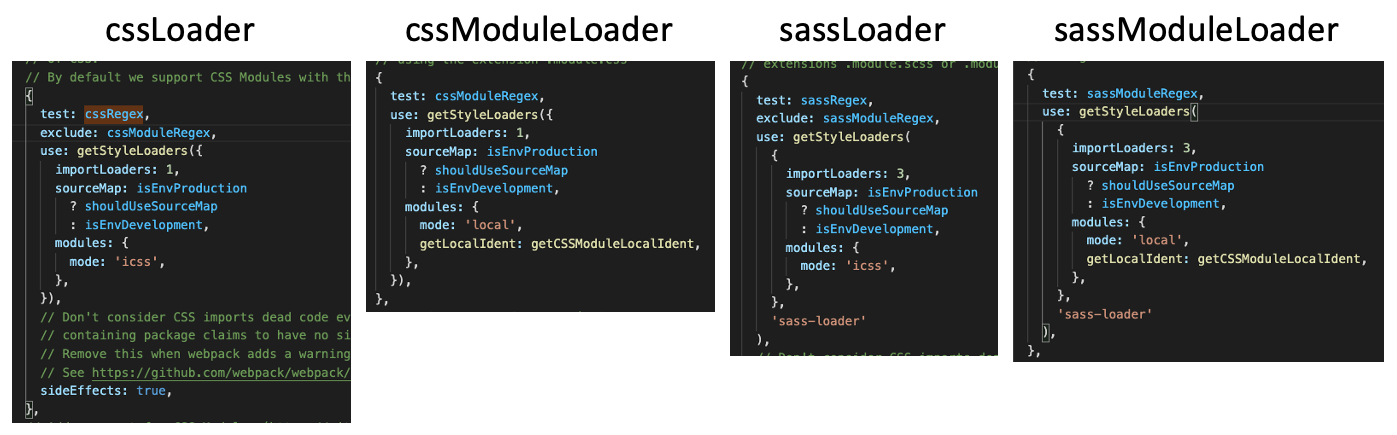 cssLoader
// or CSS.
// By default we support CSS Modules with th
{
test: cssRegex,
exclude: cssModuleRegex,
use: getStyleLoaders({
importLoaders: 1,
sourceMap: isEnvProduction
? shouldUseSourceMap
: isEnvDevelopment,
modules: {
mode: 'icss',
},
}),
// Don't consider CSS imports dead code ev
// containing package claims to have no si
// Remove this when webpack adds a warning
// See https://github.com/webpack/webpack/
sideEffects: true,
},
cssModuleLoader
// using the extension .module.css
{
test: cssModuleRegex,
use: getStyleLoaders({
importLoaders: 1,
sourceMap: isEnvProduction
? shouldUseSourceMap
: isEnvDevelopment,
modules: {
mode: 'local',
getLocalIdent: getCSSModuleLocalIdent,
},
}),
},
sassLoader
// extensions .module.scss or .modu
{
test: sassRegex,
exclude: sassModuleRegex,
use: getStyleLoaders(
{
importLoaders: 3,
sourceMap: isEnvProduction
? shouldUseSourceMap
: isEnvDevelopment,
modules: {
mode: 'icss',
},
},
'sass-loader'
),
// Don't consider CSS imports de
sassModuleLoader
{
test: sassModuleRegex,
use: getStyleLoaders(
{
importLoaders: 3,
sourceMap: isEnvProduction
? shouldUseSourceMap
: isEnvDevelopment,
modules: {
mode: 'local',
getLocalIdent: getCSSModuleLocalIdent,
},
},
'sass-loader'
),
},